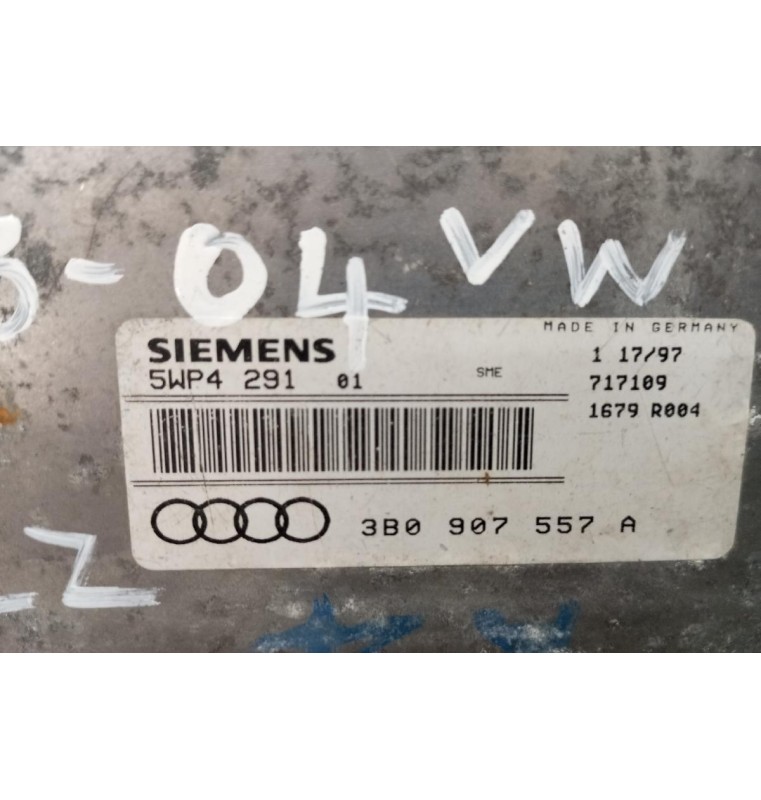 - 04 VW
MADE IN GERMANY
SIEMENS
5WP4 291 01 SME
1 17/97
717109
1679 R004
3B0 907 557 A
Z